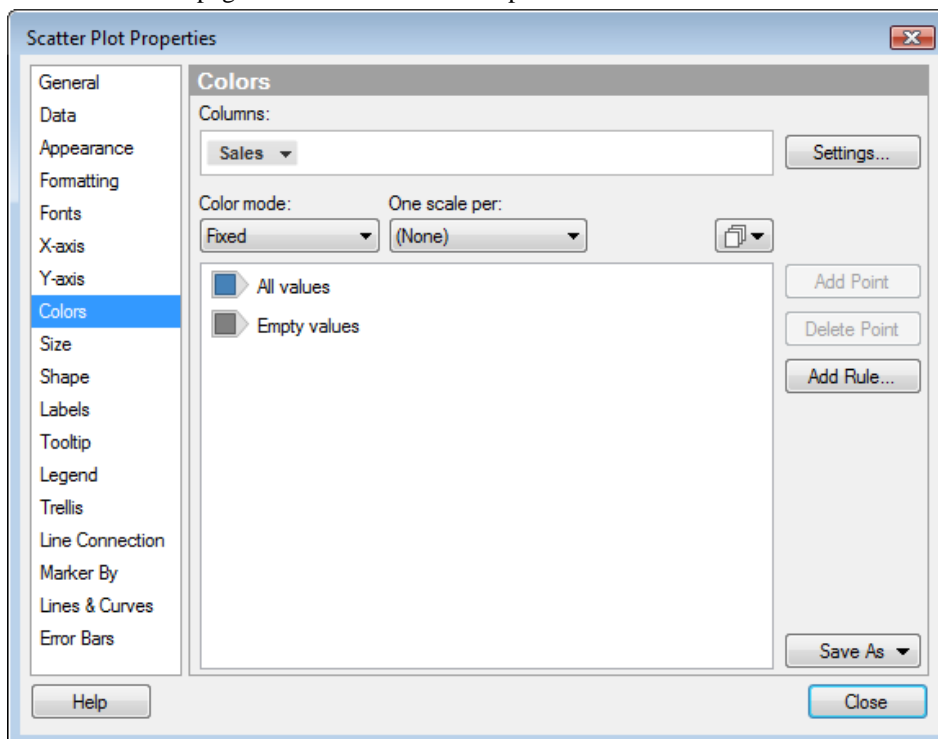 Scatter Plot Properties
General
Data
Appearance
Formatting
Fonts
X-axis
Y-axis
Colors
Size
Shape
Labels
Tooltip
Legend
Trellis
Line Connection
Marker By
Lines & Curves
Error Bars
Colors
Columns:
Sales
Settings...
Color mode:
One scale per:
Fixed
(None)
All values
Empty values
Add Point
Delete Point
Add Rule...
Save As
Help
Close